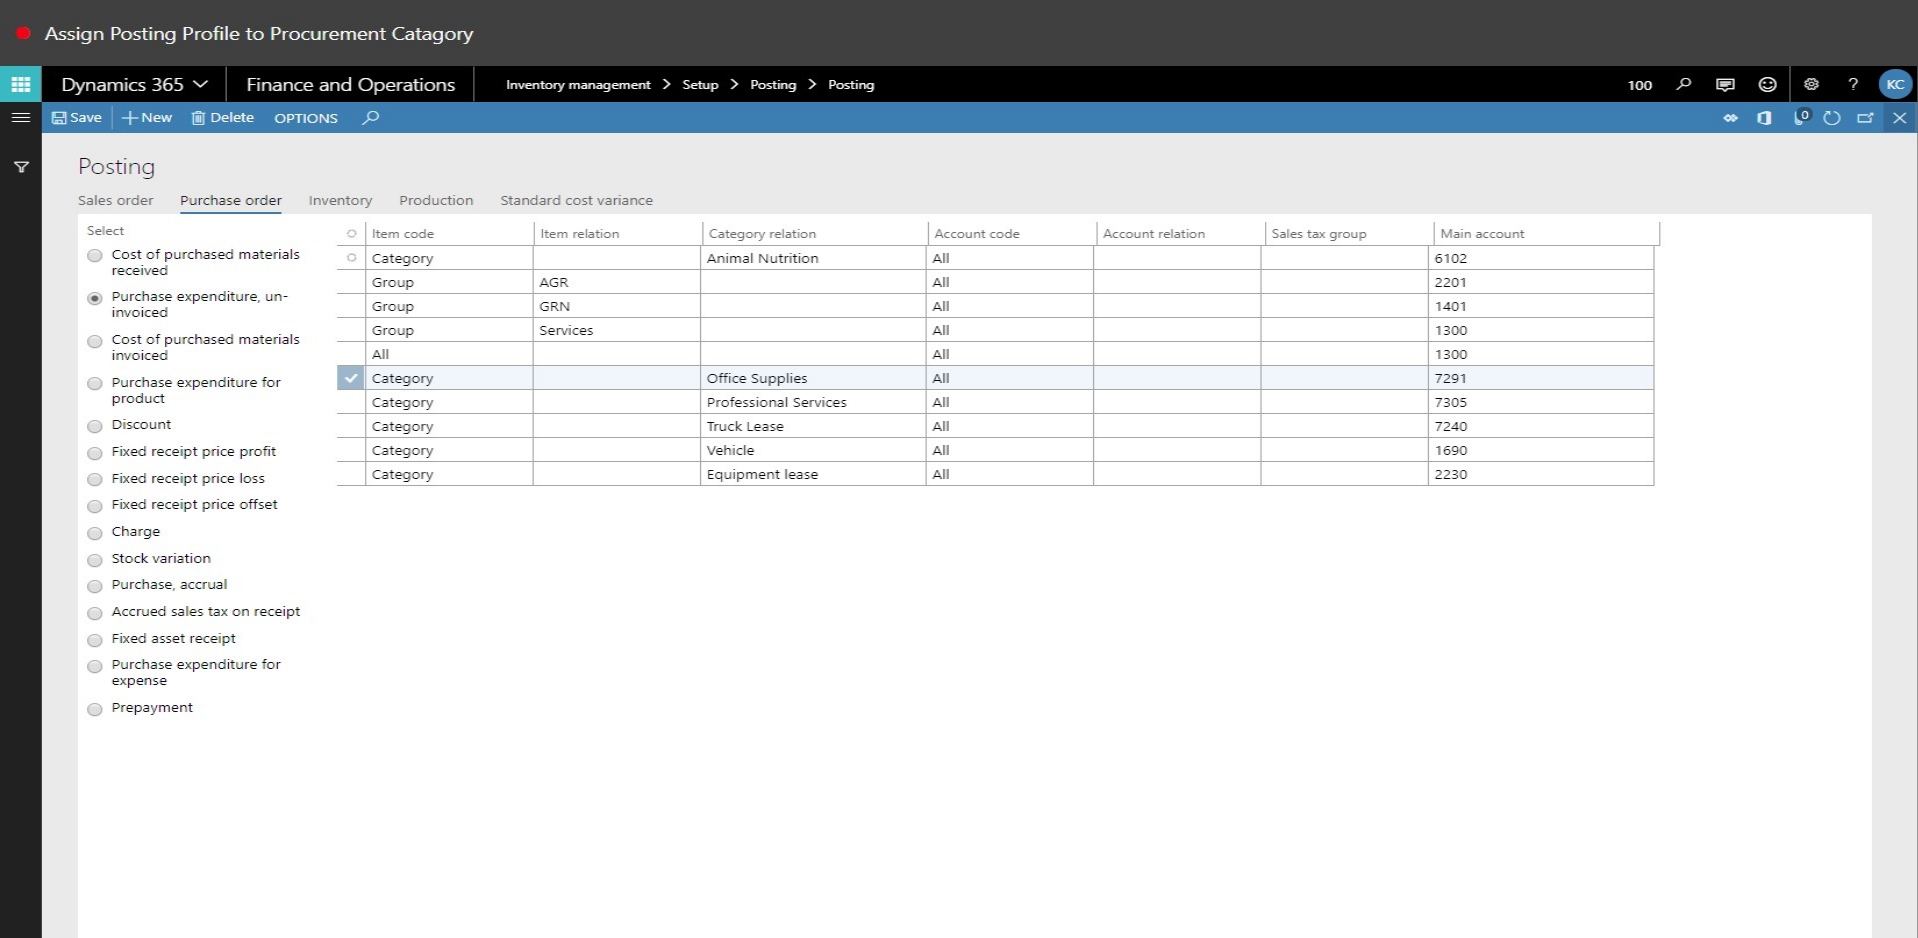 Assign Posting Profile to Procurement Catagory
Dynamics 365 Finance and Operations Inventory management > Setup > Posting > Posting 100 ? KC
Save + New Delete OPTIONS 0
Posting
Sales order Purchase order Inventory Production Standard cost variance
Select
Cost of purchased materials
received
Purchase expenditure, un-
invoiced
Cost of purchased materials
invoiced
Purchase expenditure for
product
Discount
Fixed receipt price profit
Fixed receipt price loss
Fixed receipt price offset
Charge
Stock variation
Purchase, accrual
Accrued sales tax on receipt
Fixed asset receipt
Purchase expenditure for
expense
Prepayment
Item code Item relation Category relation Account code Account relation Sales tax group Main account
Category Animal Nutrition All 6102
Group AGR All 2201
Group GRN All 1401
Group Services All 1300
All All 1300
Category Office Supplies All 7291
Category Professional Services All 7305
Category Truck Lease All 7240
Category Vehicle All 1690
Category Equipment lease All 2230